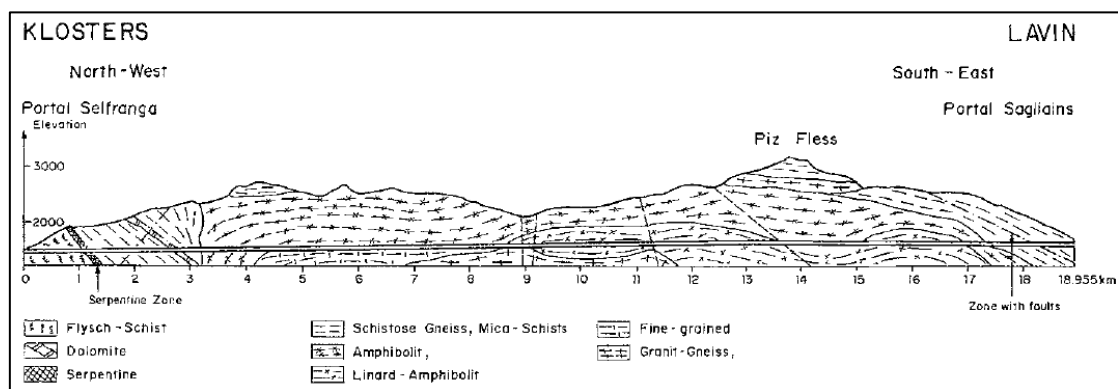 KLOSTERS
LAVIN
North-West
South-East
Portal Selfranga
Portal Sagliains
Elevation
Piz Fless
3000
2000
0 1 2 3 4 5 6 7 8 9 10 11 12 13 14 15 16 17 18 18.955 km
Serpentine Zone
Zone with faults
Flysch-Schist
Schistose Gneiss, Mica-Schists
Fine-grained
Dolomite
Amphibolit,
Granit-Gneiss,
Serpentine
Linard-Amphibolit